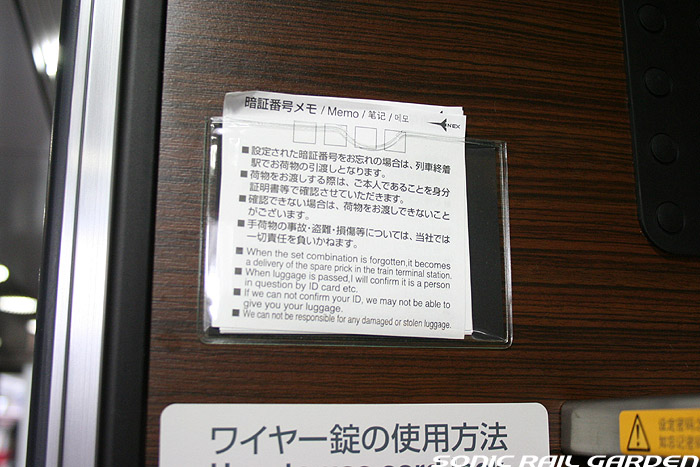 暗証番号メモ / Memo / 笔记 / 메모
NEX
■設定された暗証番号をお忘れの場合は、列車終着
駅でお荷物の引渡しとなります。
■荷物をお渡しする際は、ご本人であることを身分
証明書等で確認させていただきます。
■確認できない場合は、荷物をお渡しできないこと
がございます。
■手荷物の事故・盗難・損傷等については、当社では
一切責任を負いかねます。
■When the set combination is forgotten,it becomes
a delivery of the spare prick in the train terminal station.
■When luggage is passed,I will confirm it is a person
in question by ID card etc.
■If we can not confirm your ID, we may not be able to
give you your luggage.
■We can not be responsible for any damaged or stolen luggage.
ワイヤー錠の使用方法
设定密码
如忘记
SONIC RAIL GARDEN